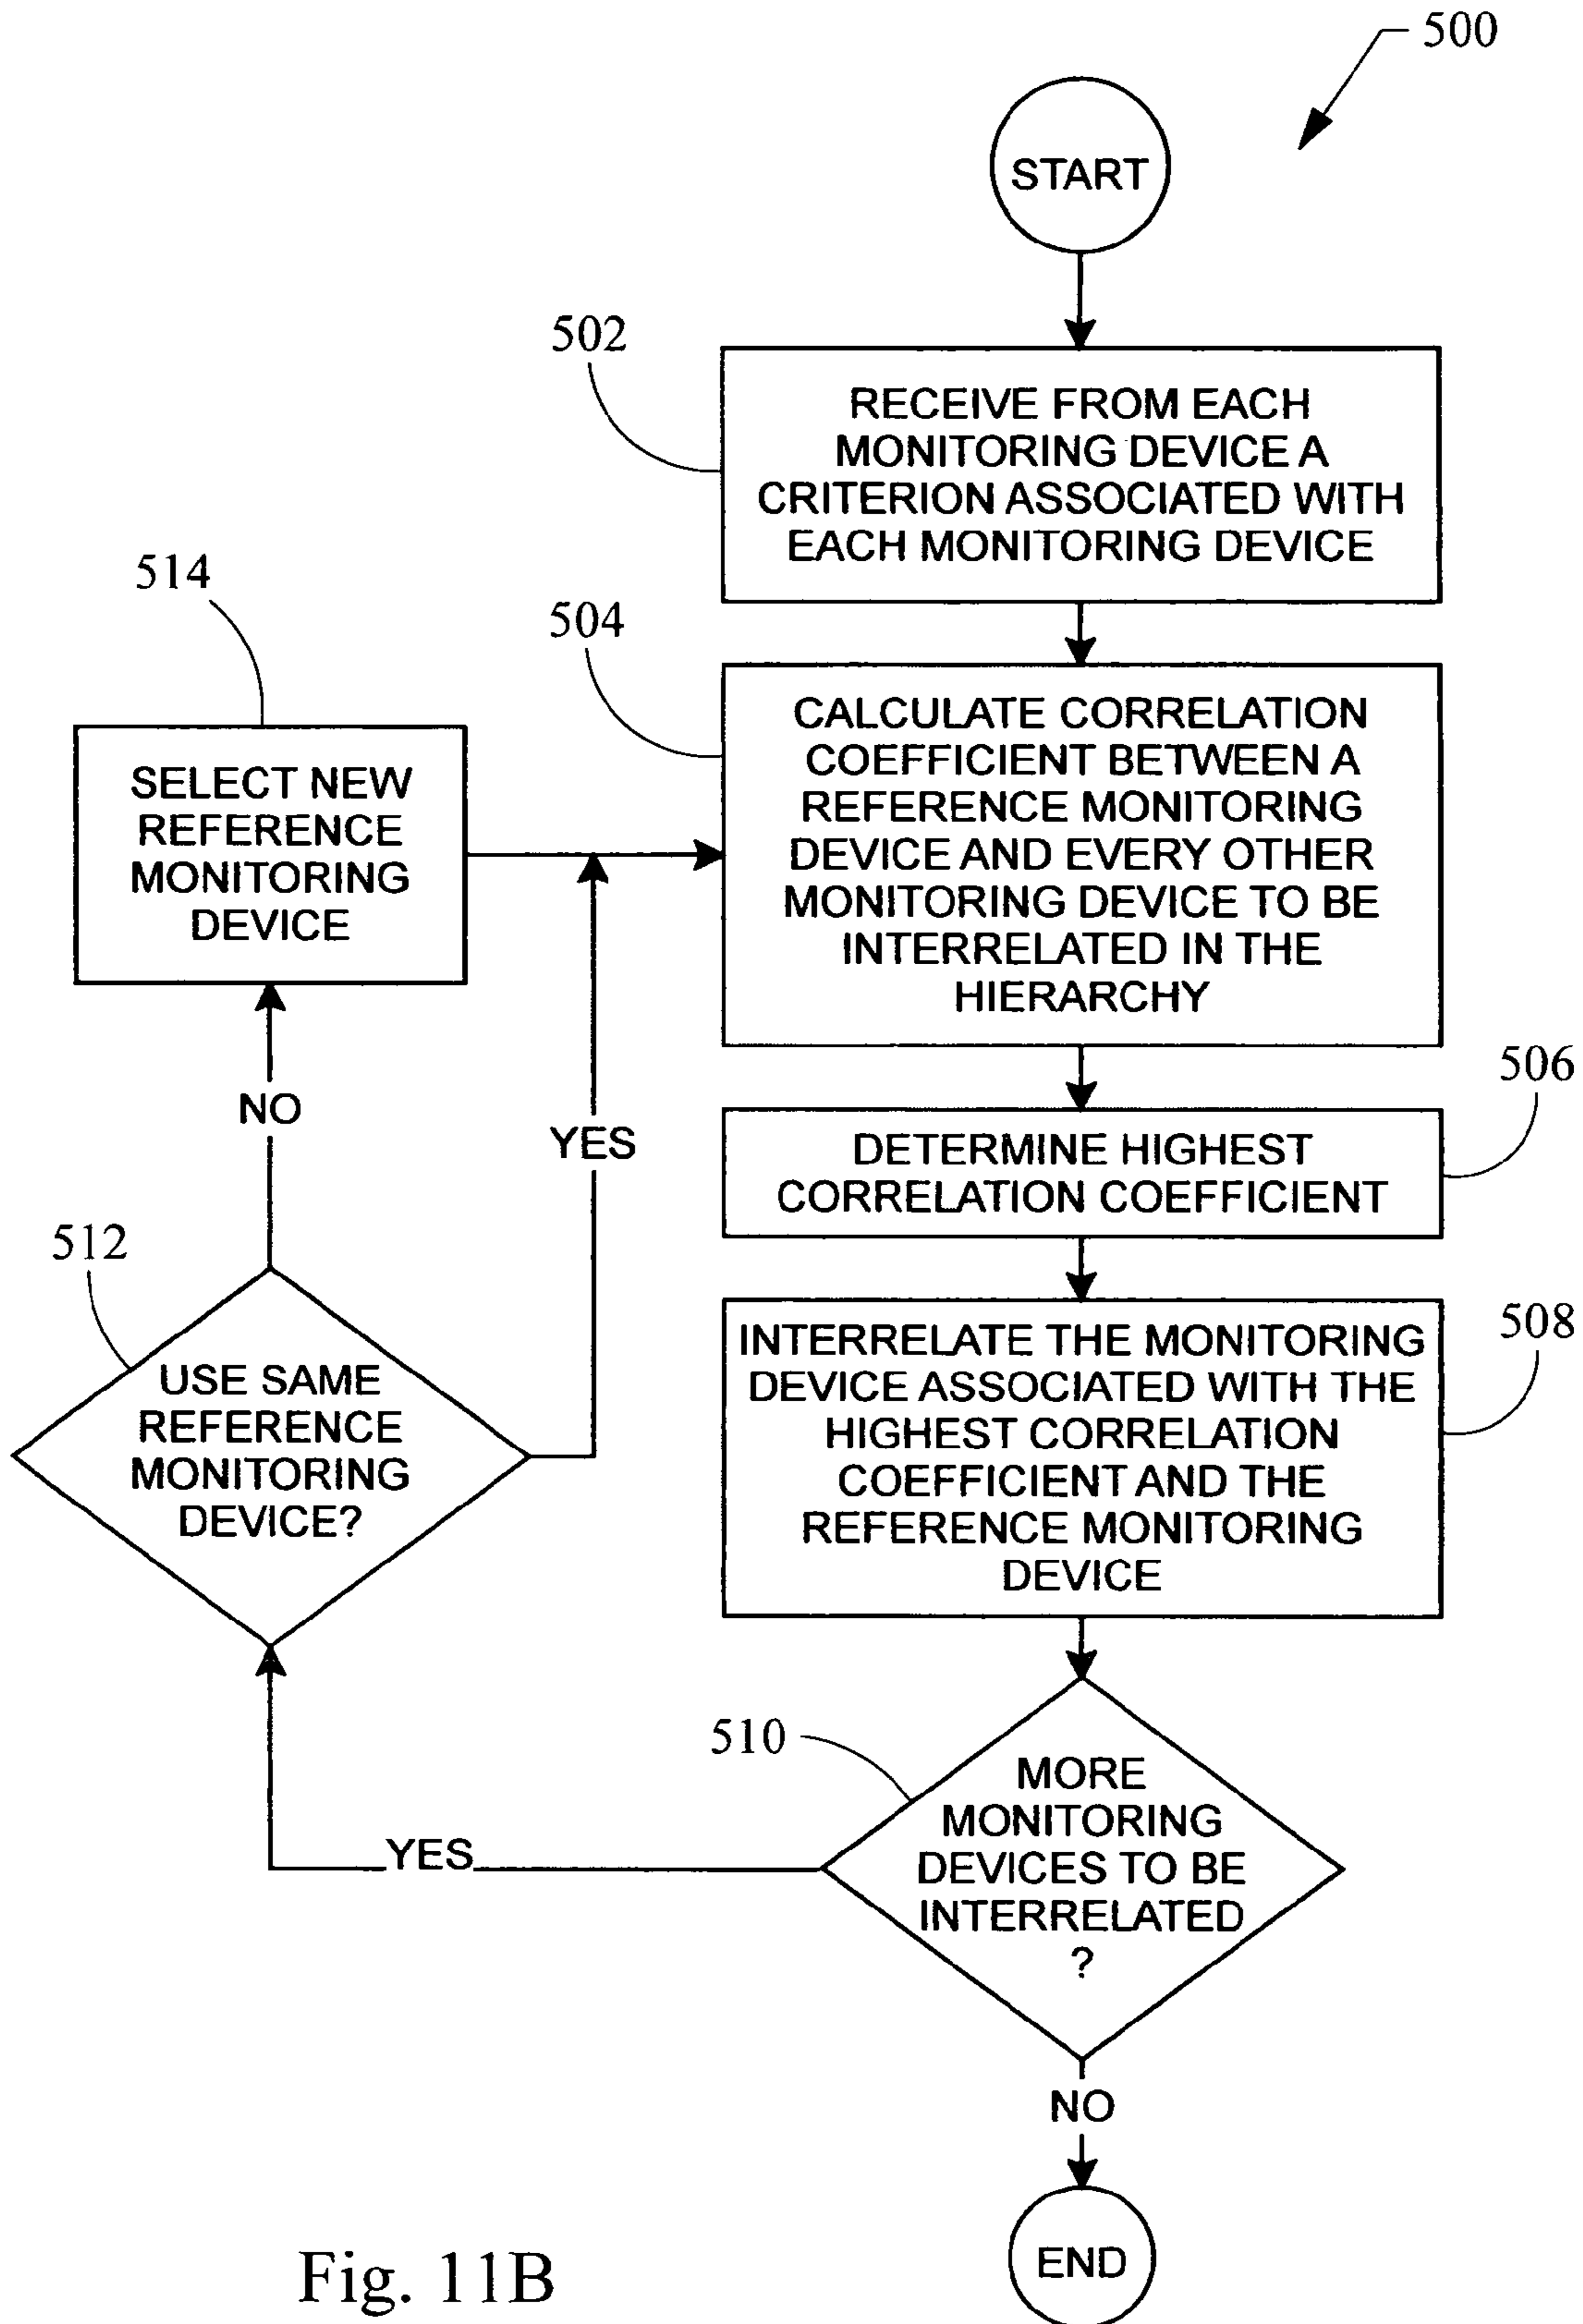 500
START
502
RECEIVE FROM EACH
MONITORING DEVICE A
CRITERION ASSOCIATED WITH
EACH MONITORING DEVICE
514
504
SELECT NEW
REFERENCE
MONITORING
DEVICE
CALCULATE CORRELATION
COEFFICIENT BETWEEN A
REFERENCE MONITORING
DEVICE AND EVERY OTHER
MONITORING DEVICE TO BE
INTERRELATED IN THE
HIERARCHY
506
NO
YES
DETERMINE HIGHEST
CORRELATION COEFFICIENT
512
508
USE SAME
REFERENCE
MONITORING
DEVICE?
INTERRELATE THE MONITORING
DEVICE ASSOCIATED WITH THE
HIGHEST CORRELATION
COEFFICIENT AND THE
REFERENCE MONITORING
DEVICE
510
MORE
MONITORING
DEVICES TO BE
INTERRELATED
?
YES
NO
END
Fig. 11B